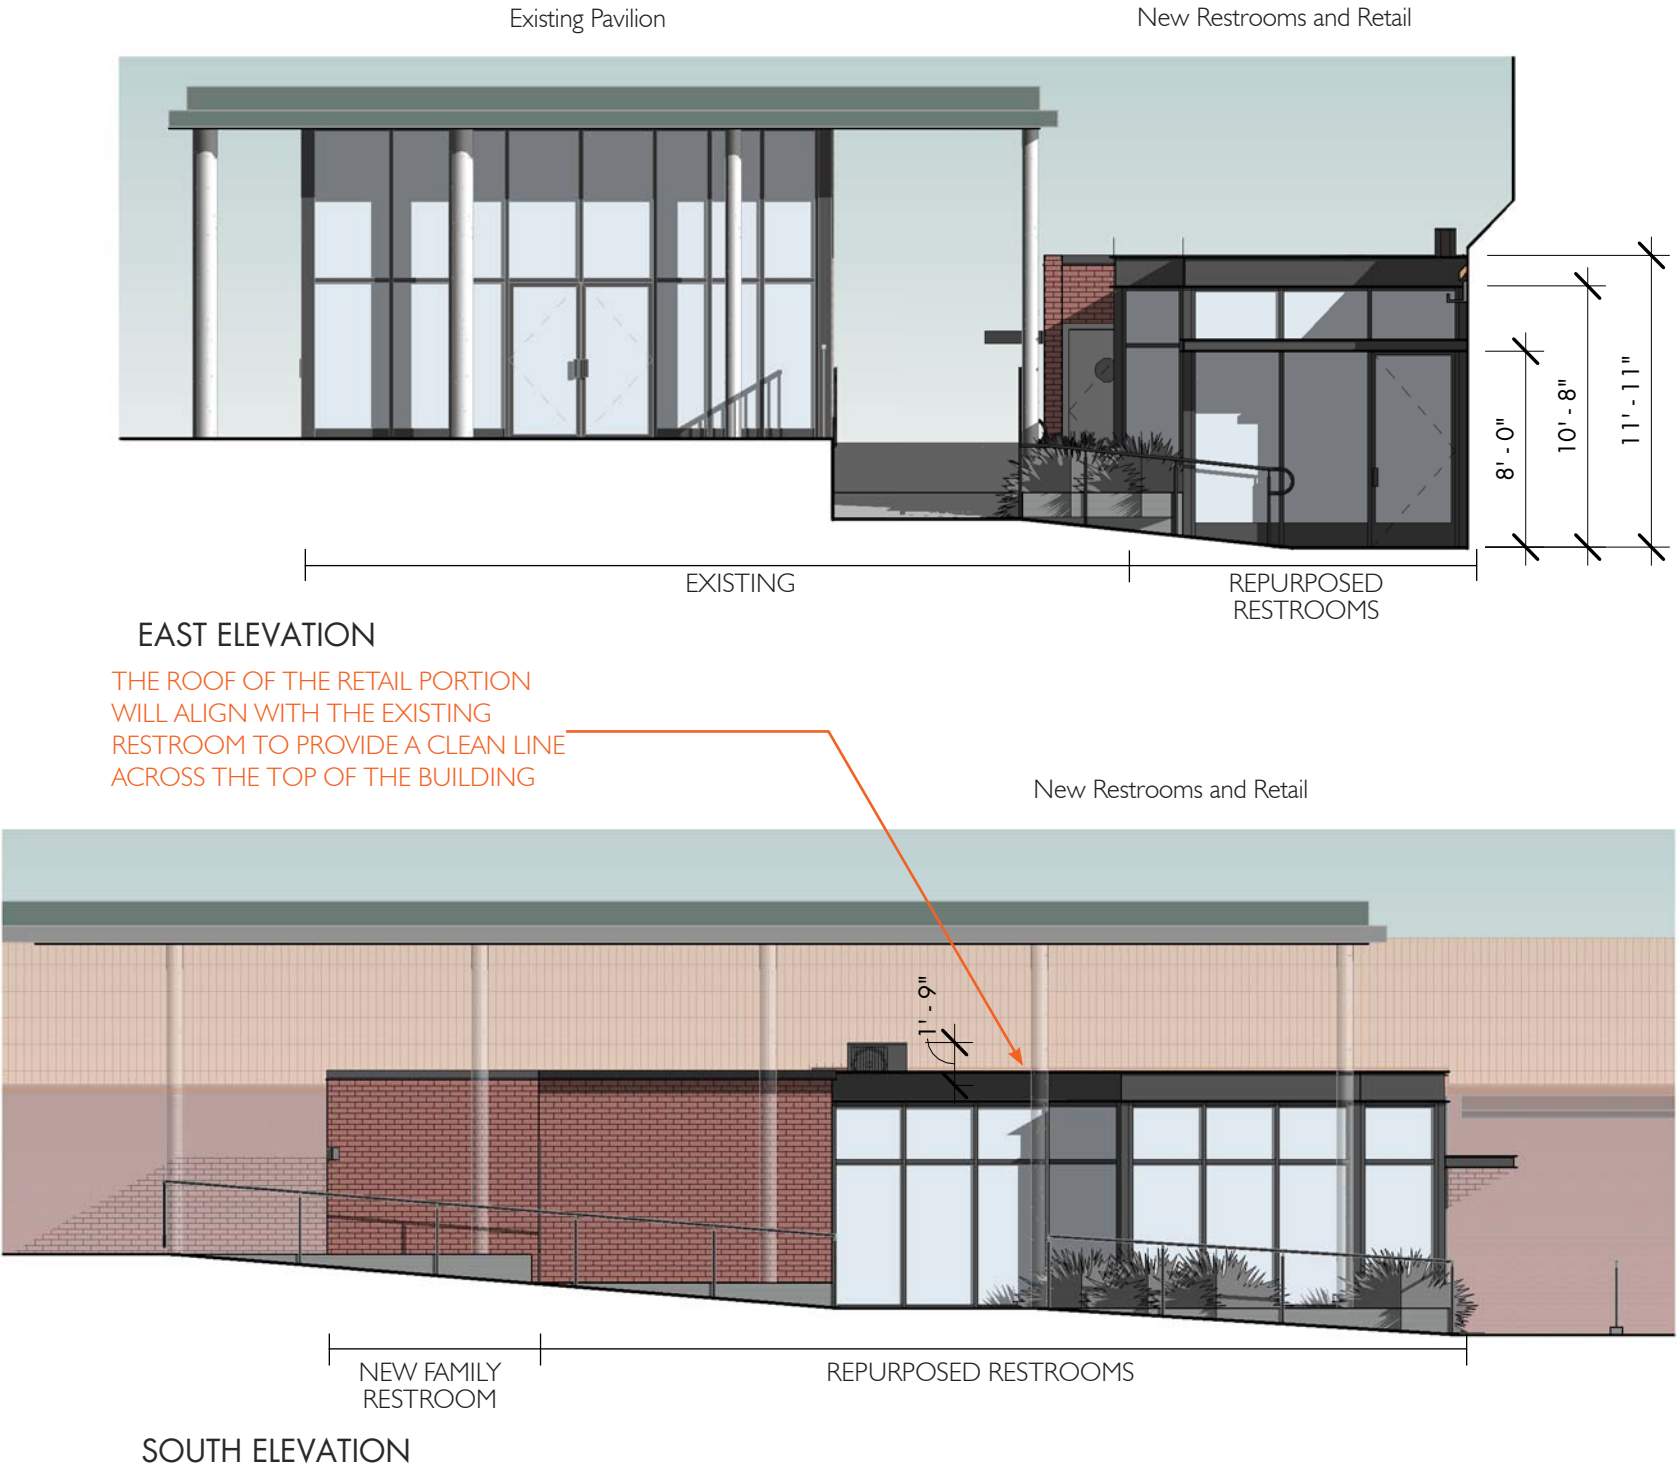 Existing Pavilion
New Restrooms and Retail
8' - 0"
10' - 8"
11' - 11"
EXISTING
REPURPOSED
RESTROOMS
EAST ELEVATION
THE ROOF OF THE RETAIL PORTION
WILL ALIGN WITH THE EXISTING
RESTROOM TO PROVIDE A CLEAN LINE
ACROSS THE TOP OF THE BUILDING
New Restrooms and Retail
1' - 9"
NEW FAMILY
RESTROOM
REPURPOSED RESTROOMS
SOUTH ELEVATION